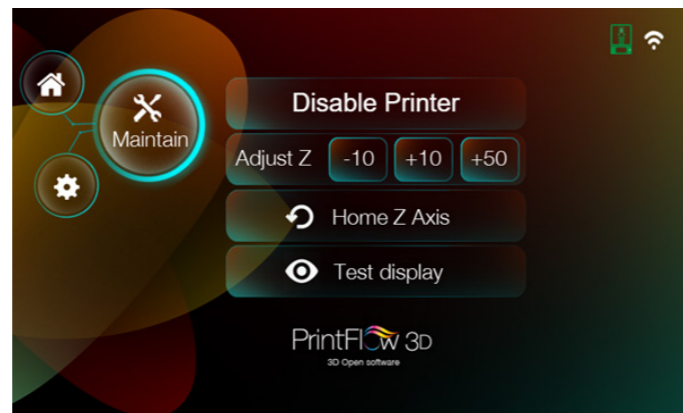 Maintain
Disable Printer
Adjust Z -10 +10 +50
Home Z Axis
Test display
PrintFlow 3D
3D Open software